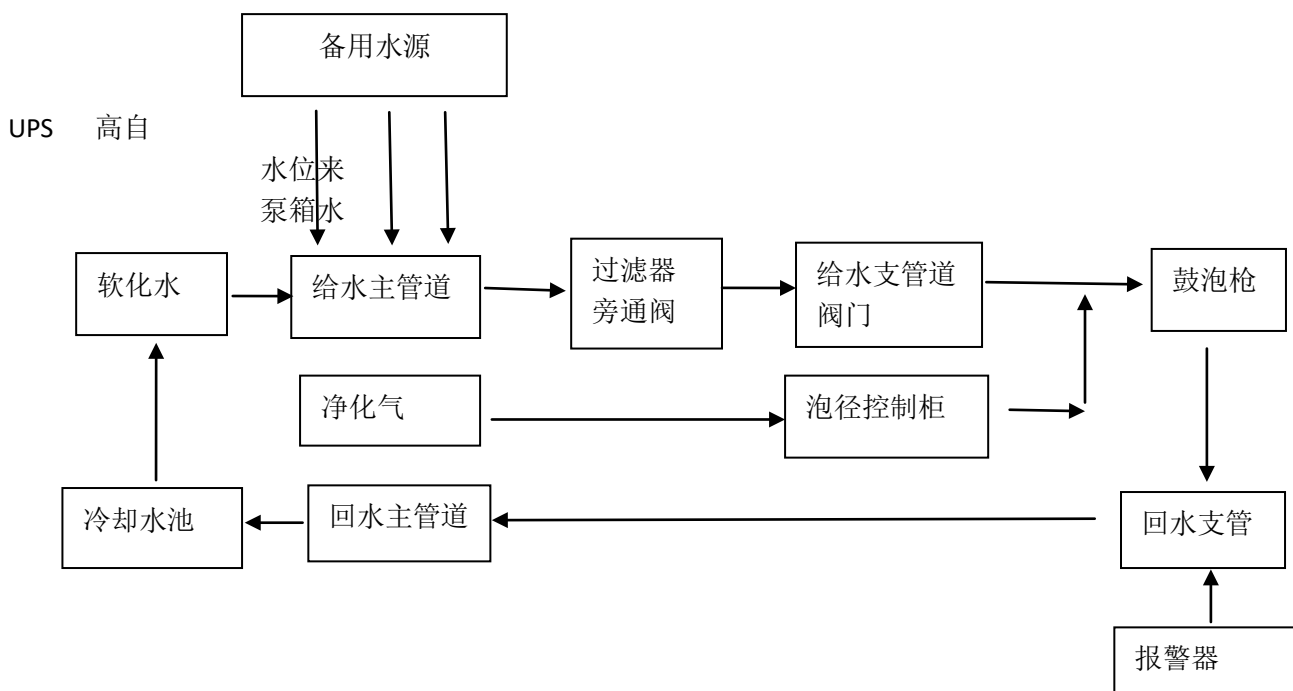 备用水源
UPS 高自
水位来
泵箱水
软化水
给水主管道
过滤器
旁通阀
给水支管道
阀门
鼓泡枪
净化气
泡径控制柜
冷却水池
回水主管道
回水支管
报警器